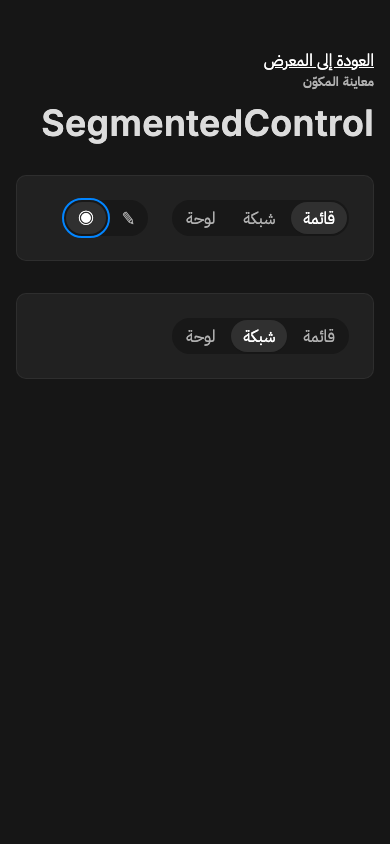 العودة إلى المعرض
معاينة المكوّن
SegmentedControl
قائمة شبكة لوحة ✎ ◉
قائمة شبكة لوحة